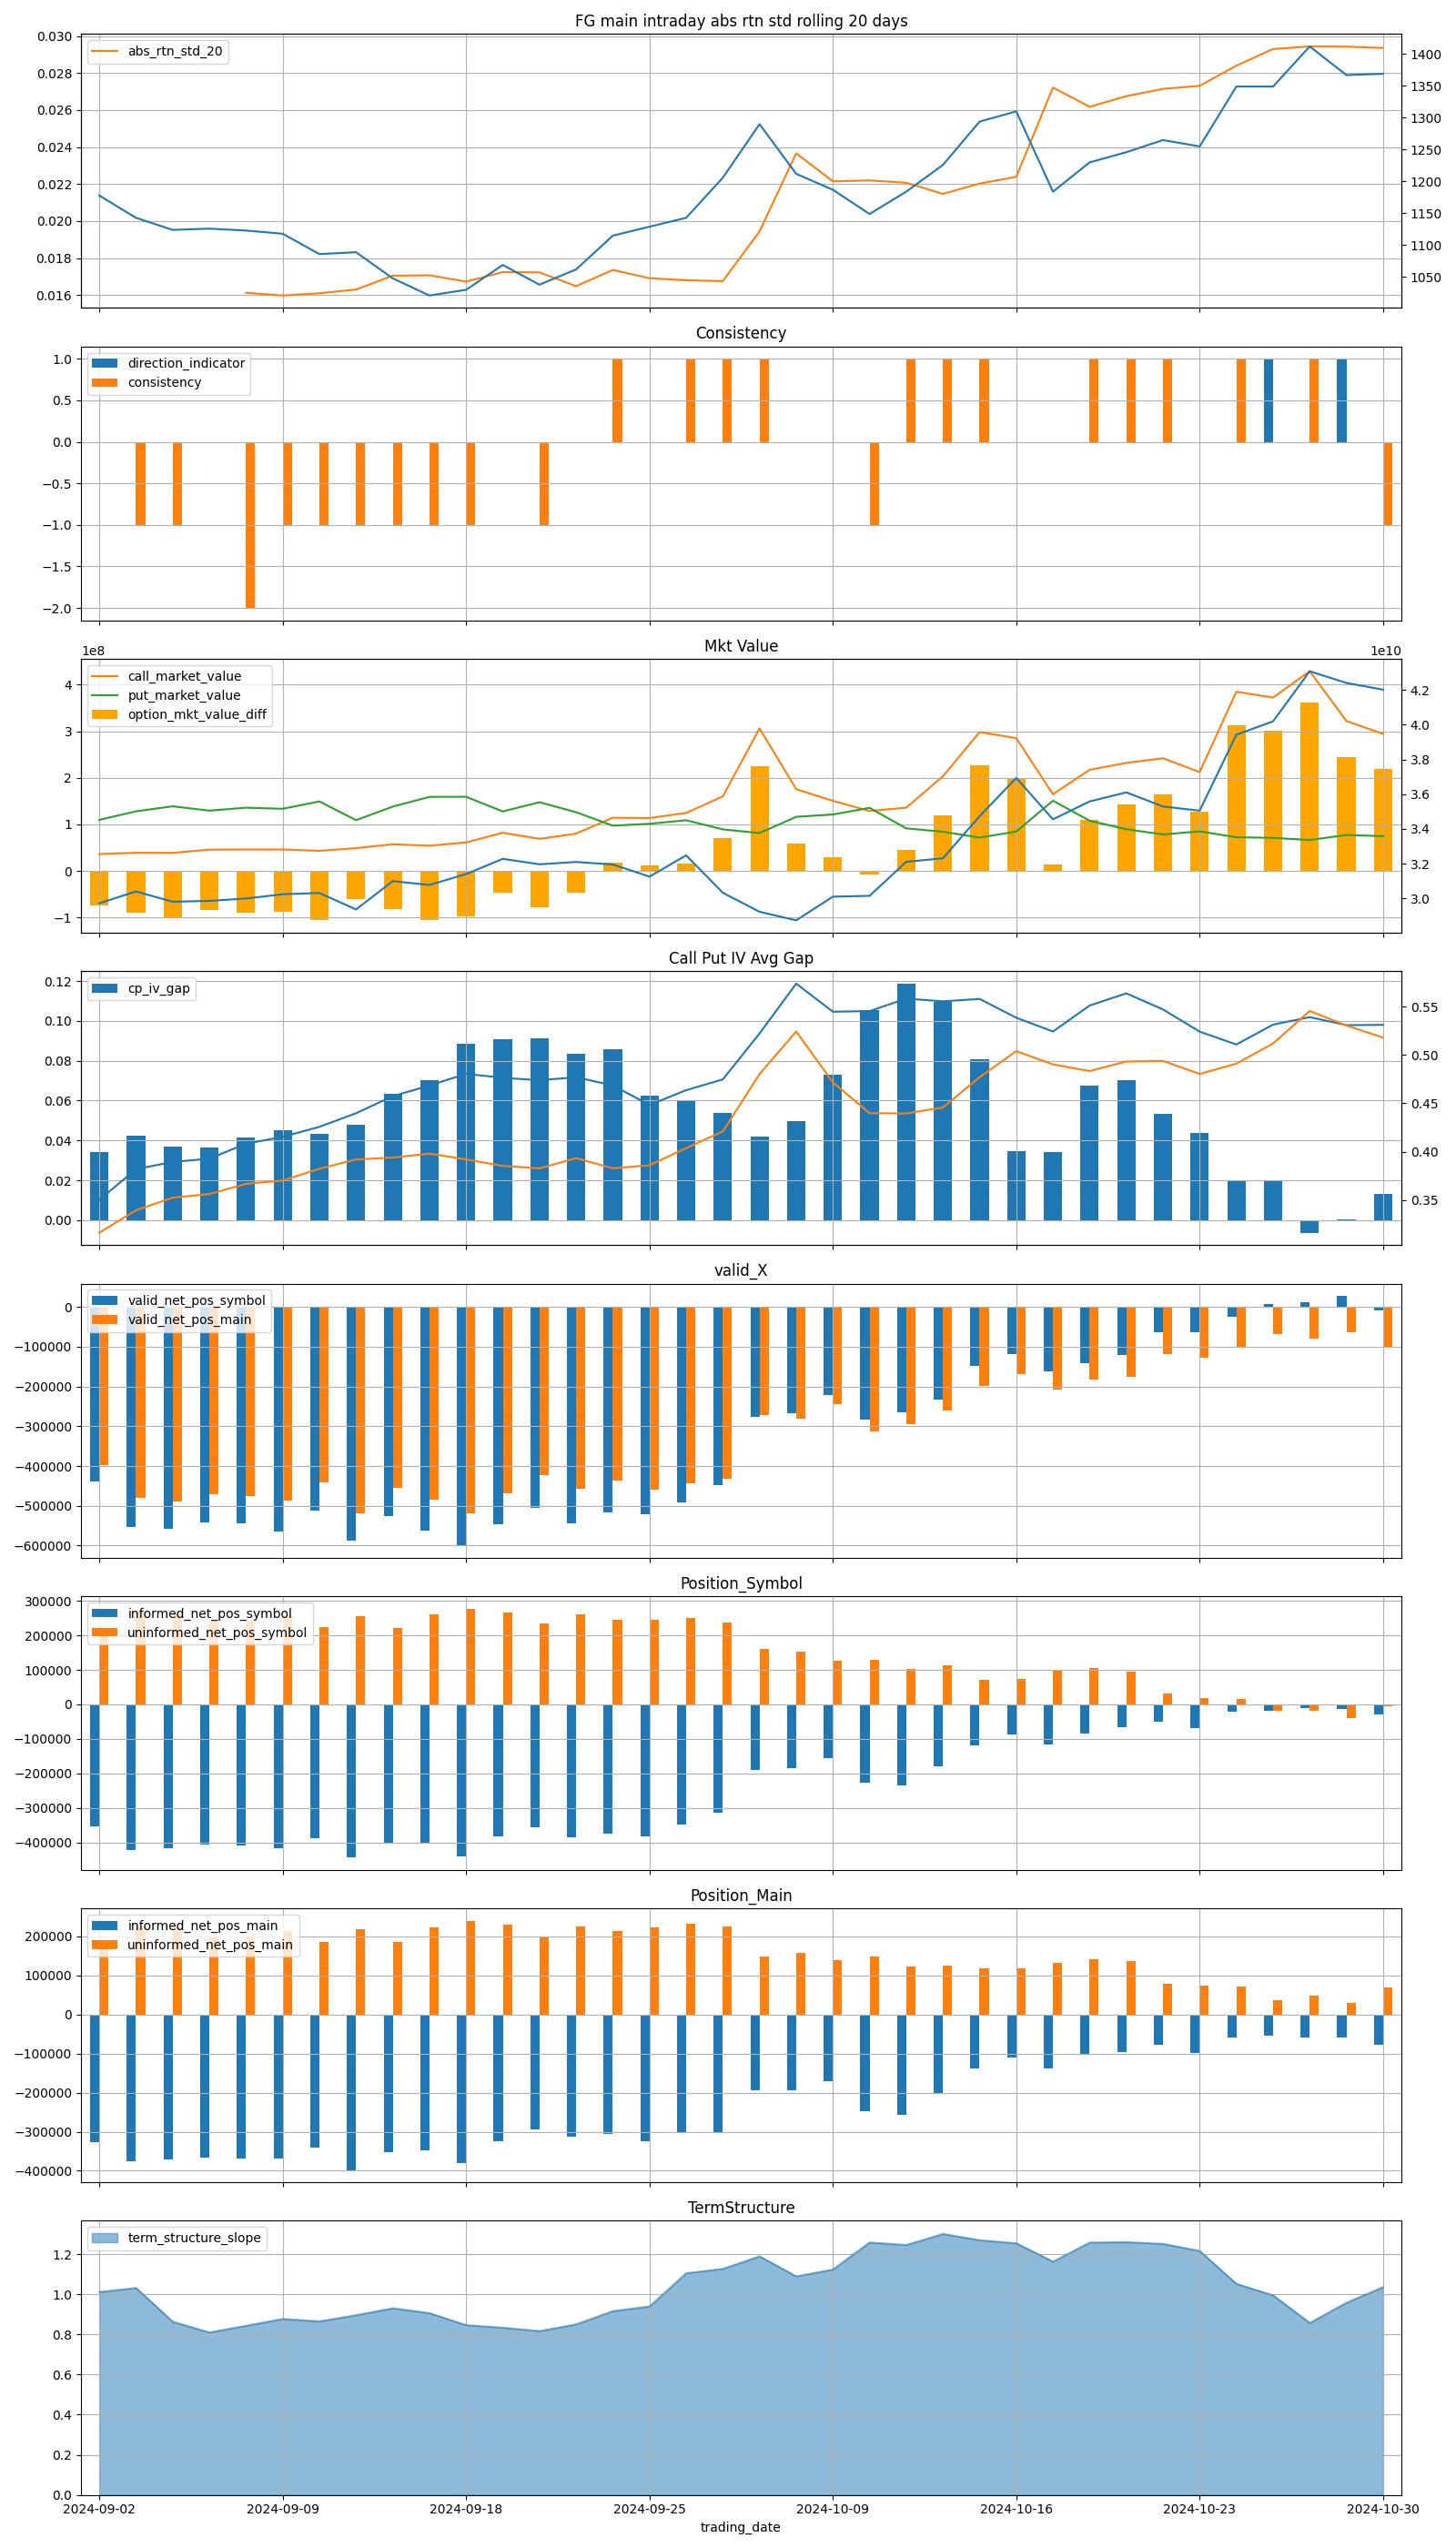 FG main intraday abs rtn std rolling 20 days
abs_rtn_std_20
0.030
0.028
0.026
0.024
0.022
0.020
0.018
0.016
1400
1350
1300
1250
1200
1150
1100
1050
Consistency
direction_indicator
consistency
1.0
0.5
0.0
−0.5
−1.0
−1.5
−2.0
Mkt Value
1e8
1e10
call_market_value
put_market_value
option_mkt_value_diff
4
3
2
1
0
−1
4.2
4.0
3.8
3.6
3.4
3.2
3.0
Call Put IV Avg Gap
cp_iv_gap
0.12
0.10
0.08
0.06
0.04
0.02
0.00
0.55
0.50
0.45
0.40
0.35
valid_X
valid_net_pos_symbol
valid_net_pos_main
0
−100000
−200000
−300000
−400000
−500000
−600000
Position_Symbol
informed_net_pos_symbol
uninformed_net_pos_symbol
300000
200000
100000
0
−100000
−200000
−300000
−400000
Position_Main
informed_net_pos_main
uninformed_net_pos_main
200000
100000
0
−100000
−200000
−300000
−400000
TermStructure
term_structure_slope
1.2
1.0
0.8
0.6
0.4
0.2
0.0
2024-09-02 2024-09-09 2024-09-18 2024-09-25 2024-10-09 2024-10-16 2024-10-23 2024-10-30
trading_date